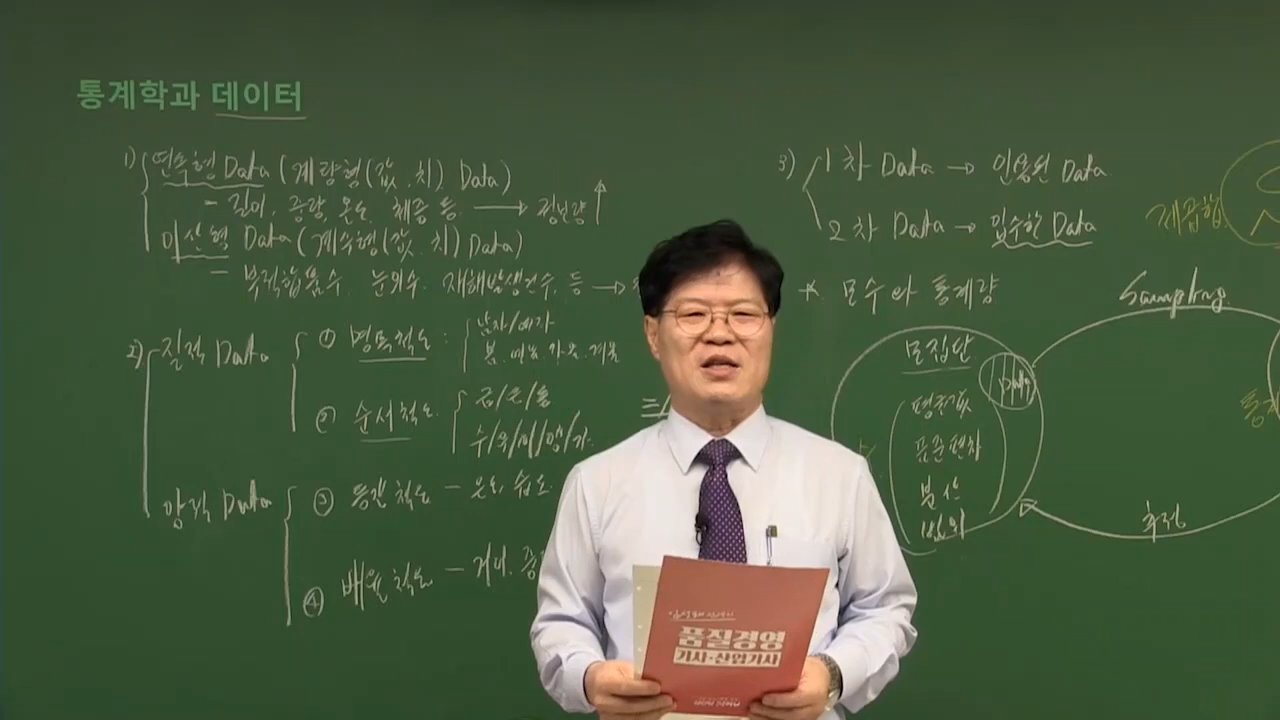 통계학과 데이터
1) 연속형 Data (계량형(값, 치) Data)
- 길이, 중량, 온도, 체중 등 → 정보량 ↑
이산형 Data (계수형(값, 치) Data)
- 부적합품수, 눈의수, 재해발생건수, 등 →
2) 질적 Data
① 명목척도 : 남자/여자
봄, 여름, 가을, 겨울
② 순서척도 금/은/동
수/우/미/양/가
양적 Data
③ 등간척도 - 온도, 습도
④ 배율척도 - 거리,
3) 1차 Data →
2차 Data → 입수한 Data
* 모수와 통계량
Sampling
모집단
Data
평균값
표준편차
분산
범위
추정
품질경영
기사·산업기사